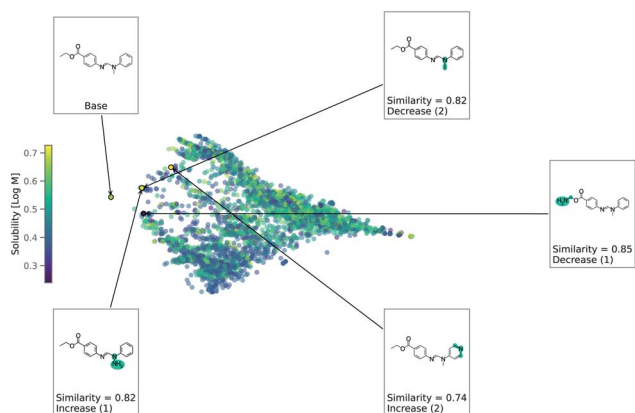 Base
Similarity = 0.82
Decrease (2)
Solubility [Log M]
0.7
0.6
0.5
0.4
0.3
Similarity = 0.85
Decrease (1)
Similarity = 0.82
Increase (1)
Similarity = 0.74
Increase (2)